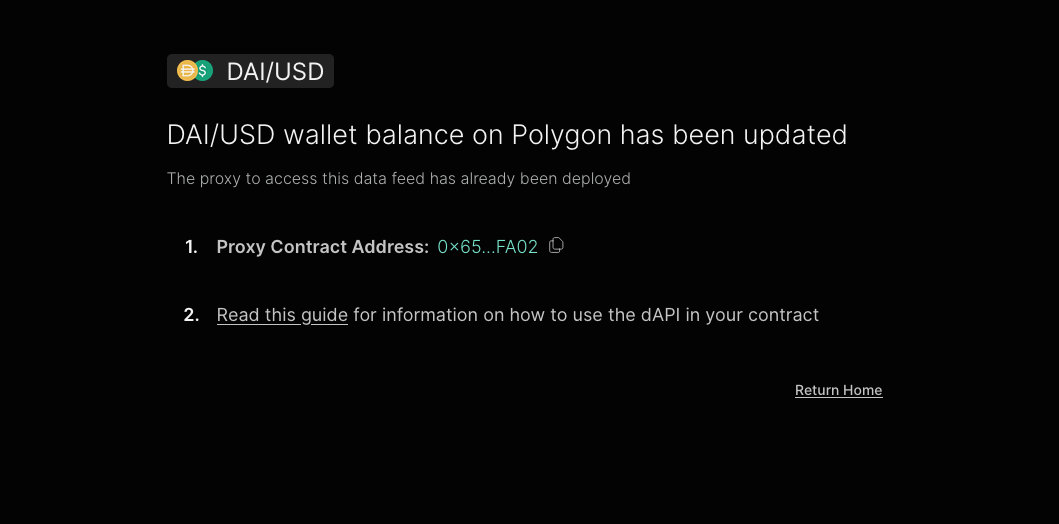 DAI/USD
DAI/USD wallet balance on Polygon has been updated
The proxy to access this data feed has already been deployed
1. Proxy Contract Address: 0x65...FA02
2. Read this guide for information on how to use the dAPI in your contract
Return Home